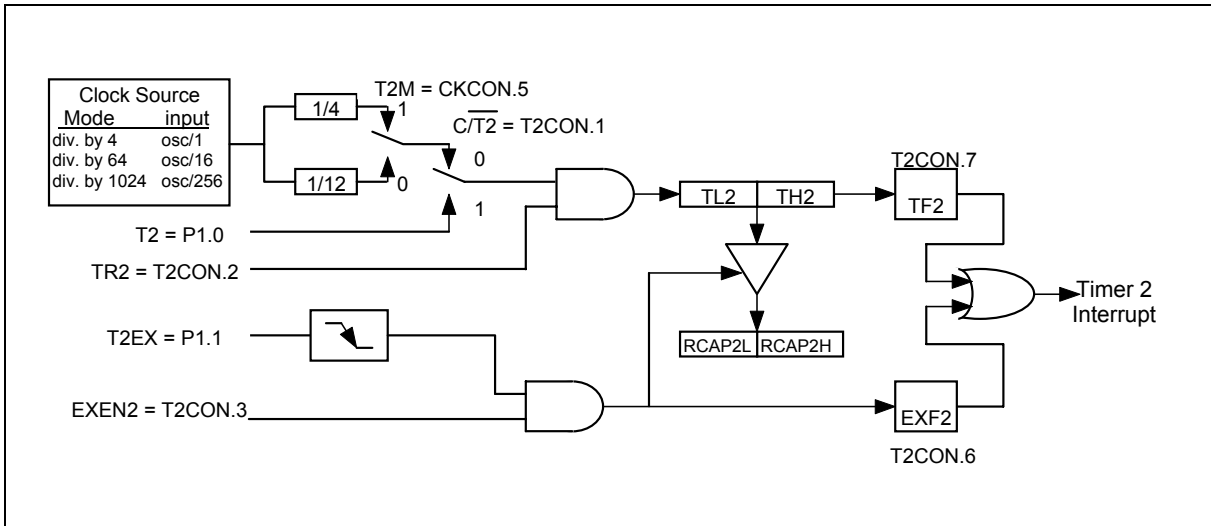 Clock Source
Mode input
div. by 4 osc/1
div. by 64 osc/16
div. by 1024 osc/256
1/4
1/12
T2M = CKCON.5
1
0
C/T2 = T2CON.1
0
1
T2 = P1.0
TR2 = T2CON.2
TL2 TH2
T2CON.7
TF2
Timer 2
Interrupt
T2EX = P1.1
RCAP2L RCAP2H
EXEN2 = T2CON.3
EXF2
T2CON.6